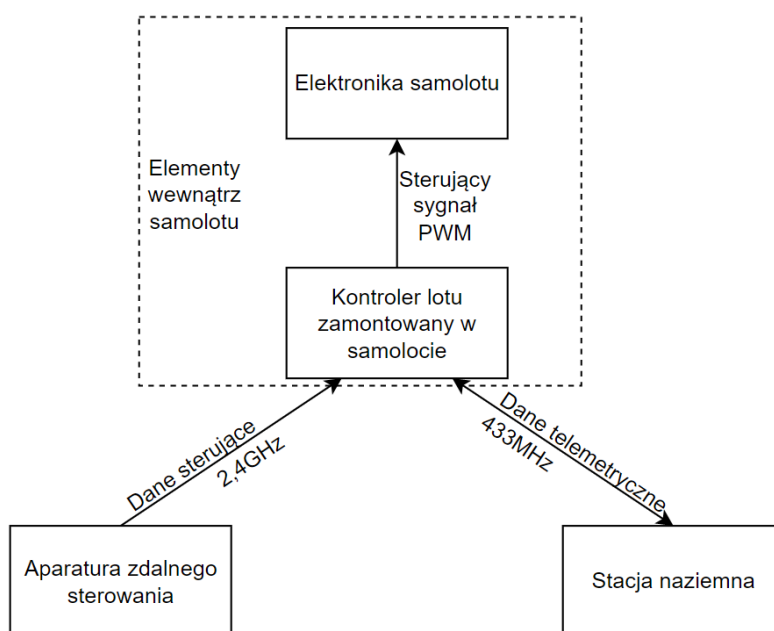 Elektronika samolotu
Elementy
wewnątrz
samolotu
Sterujący
sygnał
PWM
Kontroler lotu
zamontowany w
samolocie
Dane sterujące
2,4GHz
Dane telemetryczne
433MHz
Aparatura zdalnego
sterowania
Stacja naziemna